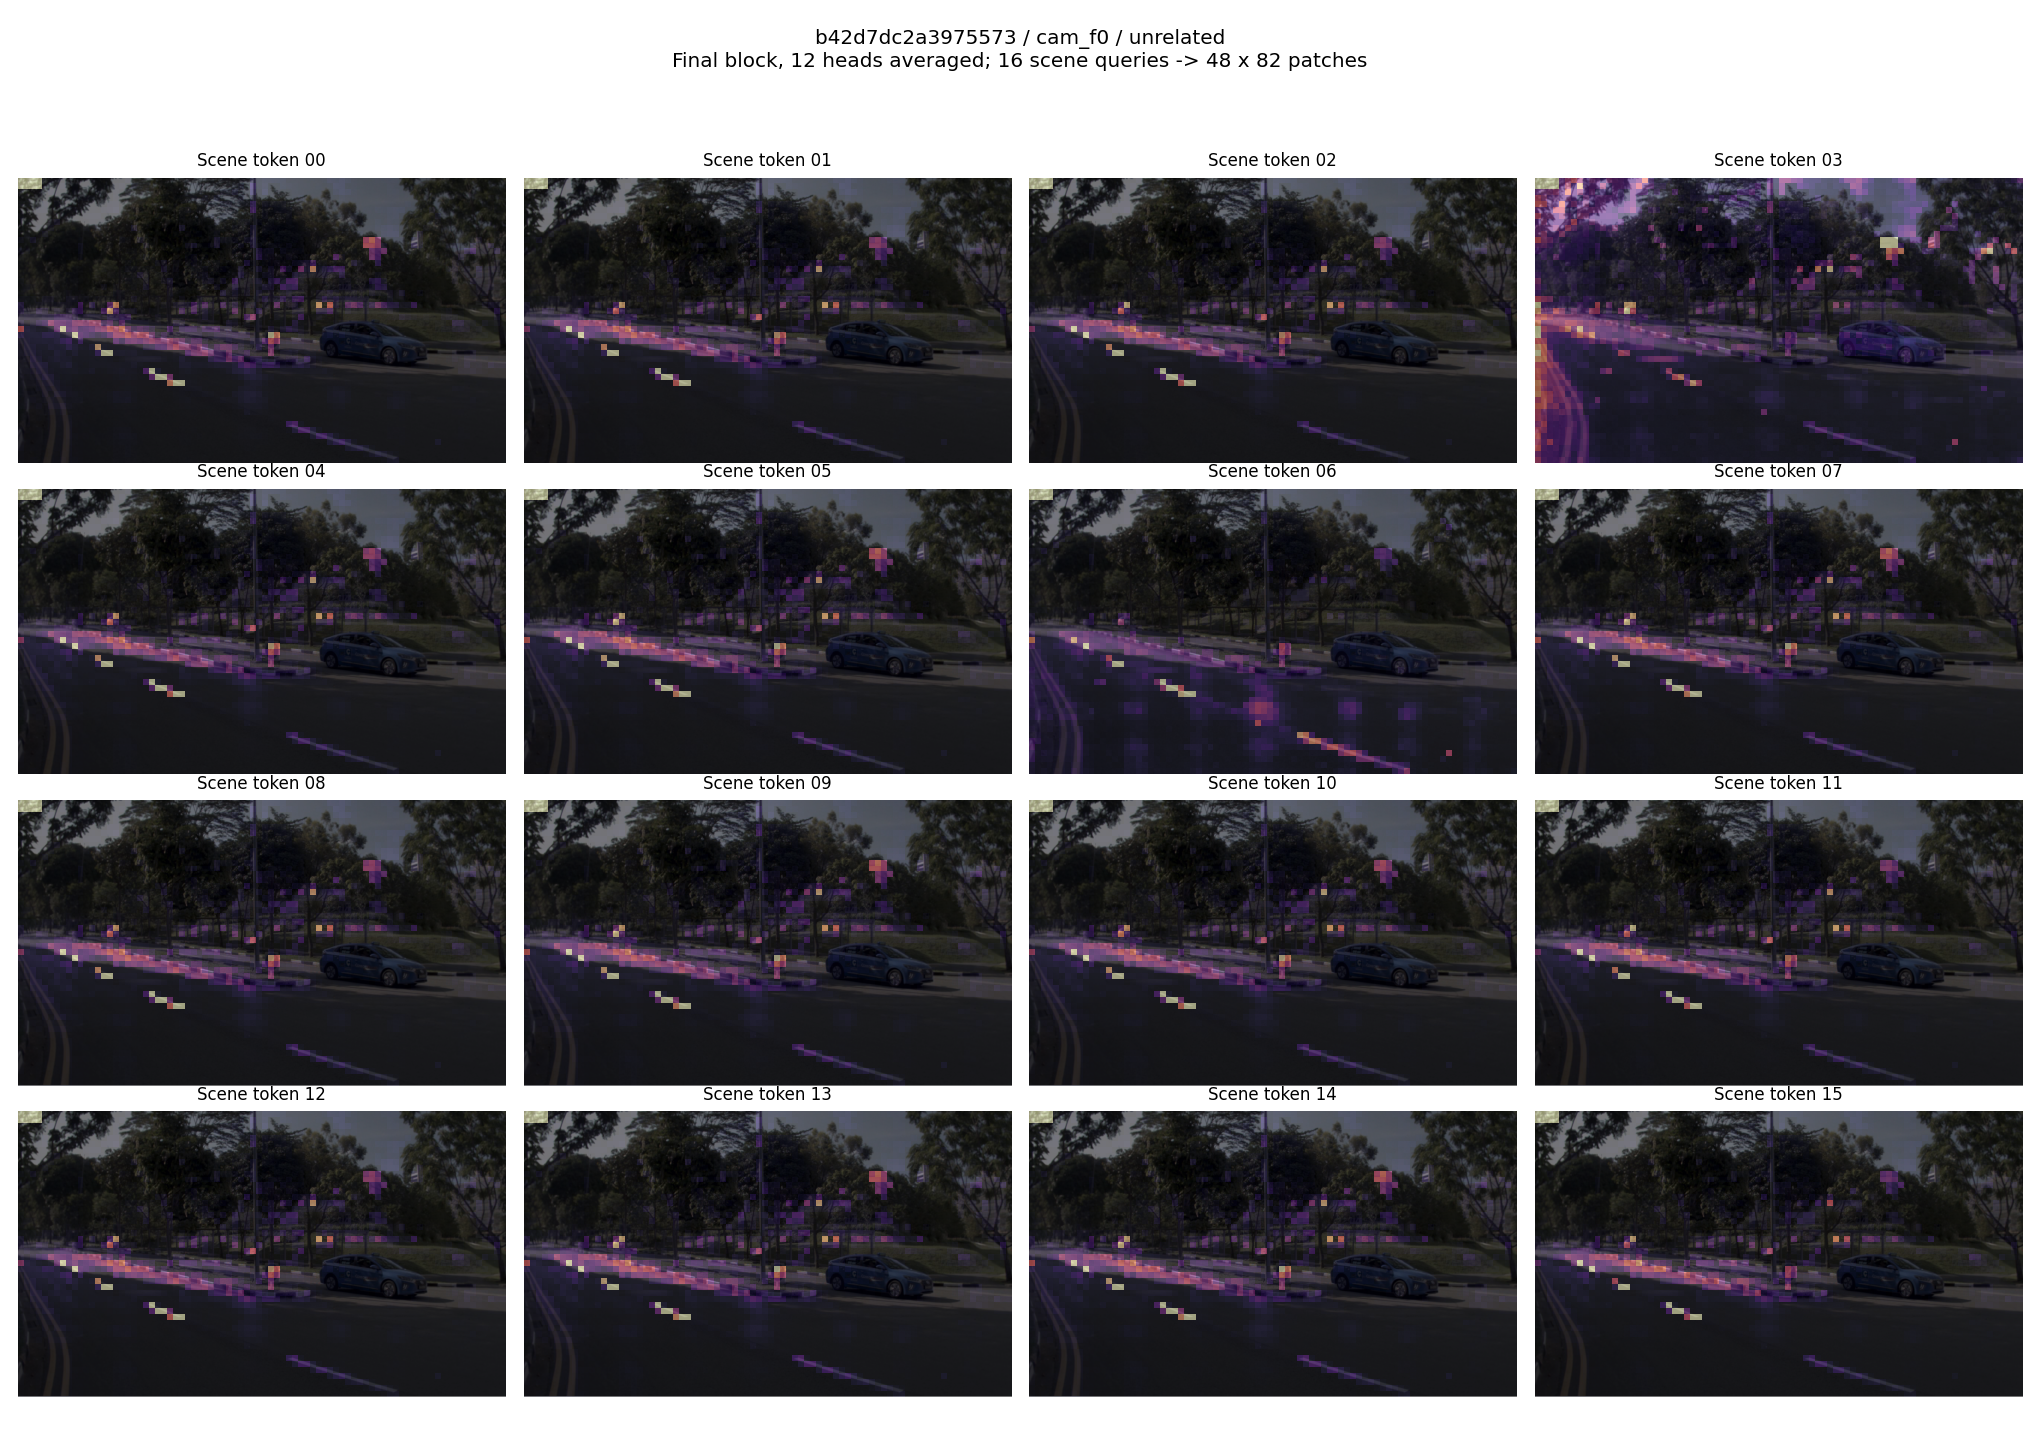 b42d7dc2a3975573 / cam_f0 / unrelated
Final block, 12 heads averaged; 16 scene queries -> 48 x 82 patches
Scene token 00
Scene token 01
Scene token 02
Scene token 03
Scene token 04
Scene token 05
Scene token 06
Scene token 07
Scene token 08
Scene token 09
Scene token 10
Scene token 11
Scene token 12
Scene token 13
Scene token 14
Scene token 15